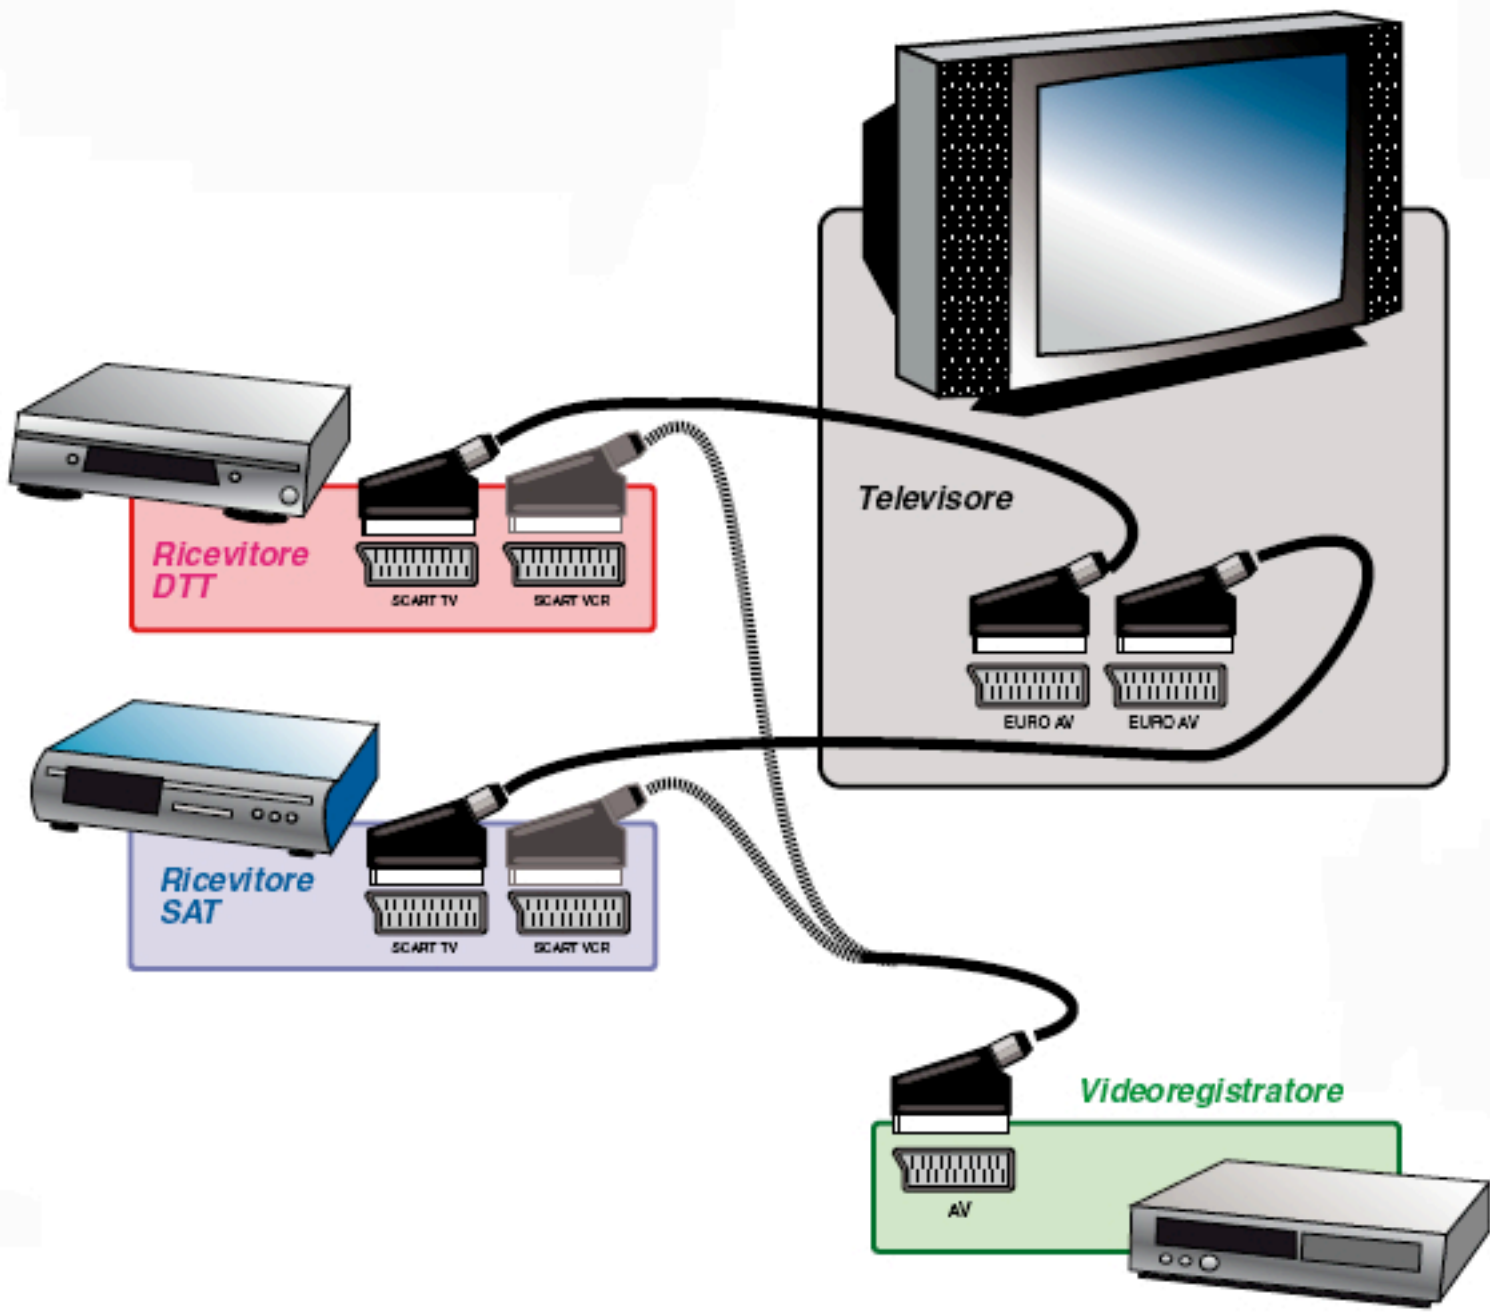 Televisore
EURO AV
EURO AV
Ricevitore
DTT
SCART TV
SCART VCR
Ricevitore
SAT
SCART TV
SCART VCR
Videoregistratore
AV